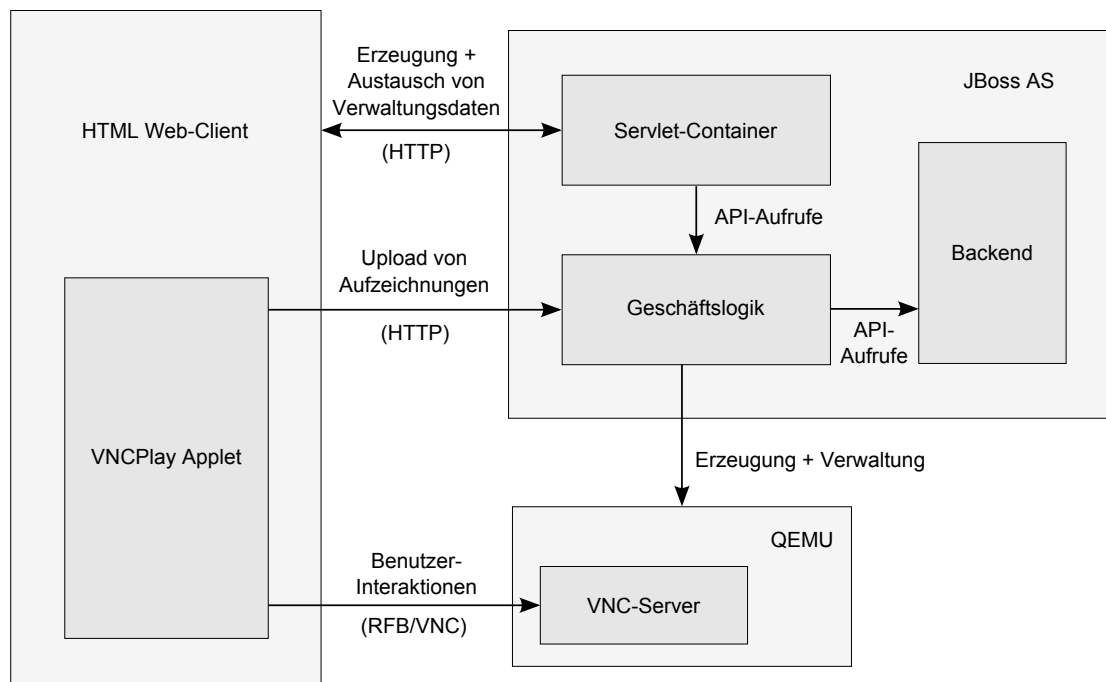 HTML Web-Client
Erzeugung +
Austausch von
Verwaltungsdaten
(HTTP)
JBoss AS
Servlet-Container
API-Aufrufe
Backend
Upload von
Aufzeichnungen
(HTTP)
Geschäftslogik
API-
Aufrufe
VNCPlay Applet
Erzeugung + Verwaltung
QEMU
Benutzer-
Interaktionen
(RFB/VNC)
VNC-Server